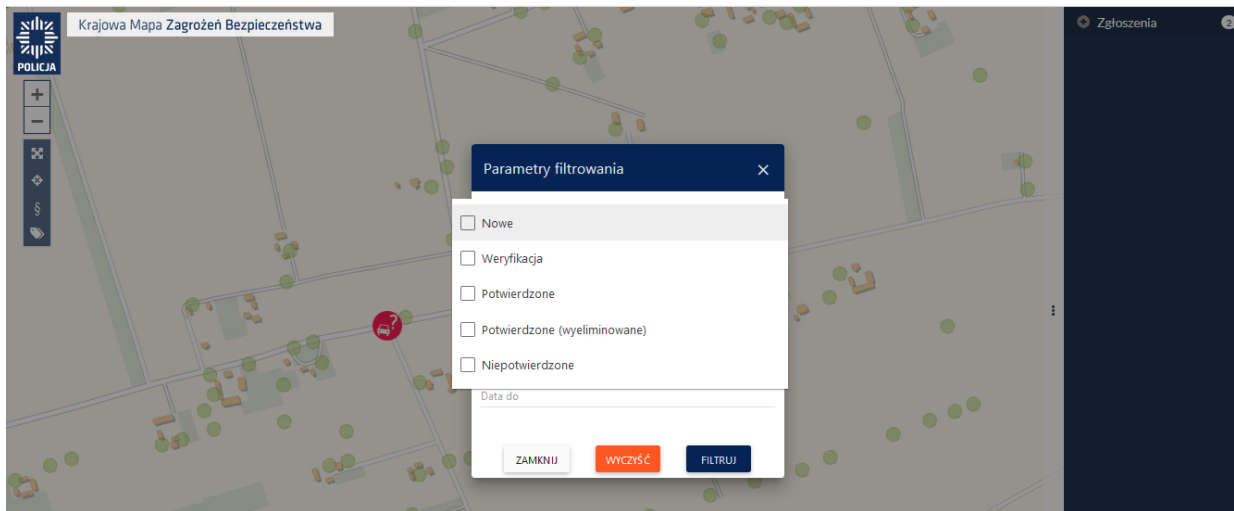 POLICJA
Krajowa Mapa Zagrożeń Bezpieczeństwa
Zgłoszenia 2
+
−
§
?
Parametry filtrowania ×
Nowe
Weryfikacja
Potwierdzone
Potwierdzone (wyeliminowane)
Niepotwierdzone
Data do
ZAMKNIJ WYCZYŚĆ FILTRUJ